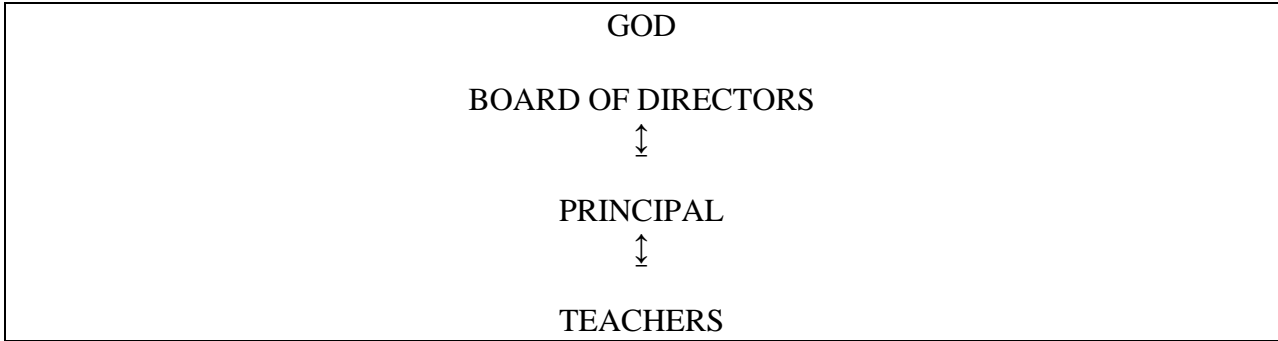 GOD
BOARD OF DIRECTORS
↨
PRINCIPAL
↨
TEACHERS